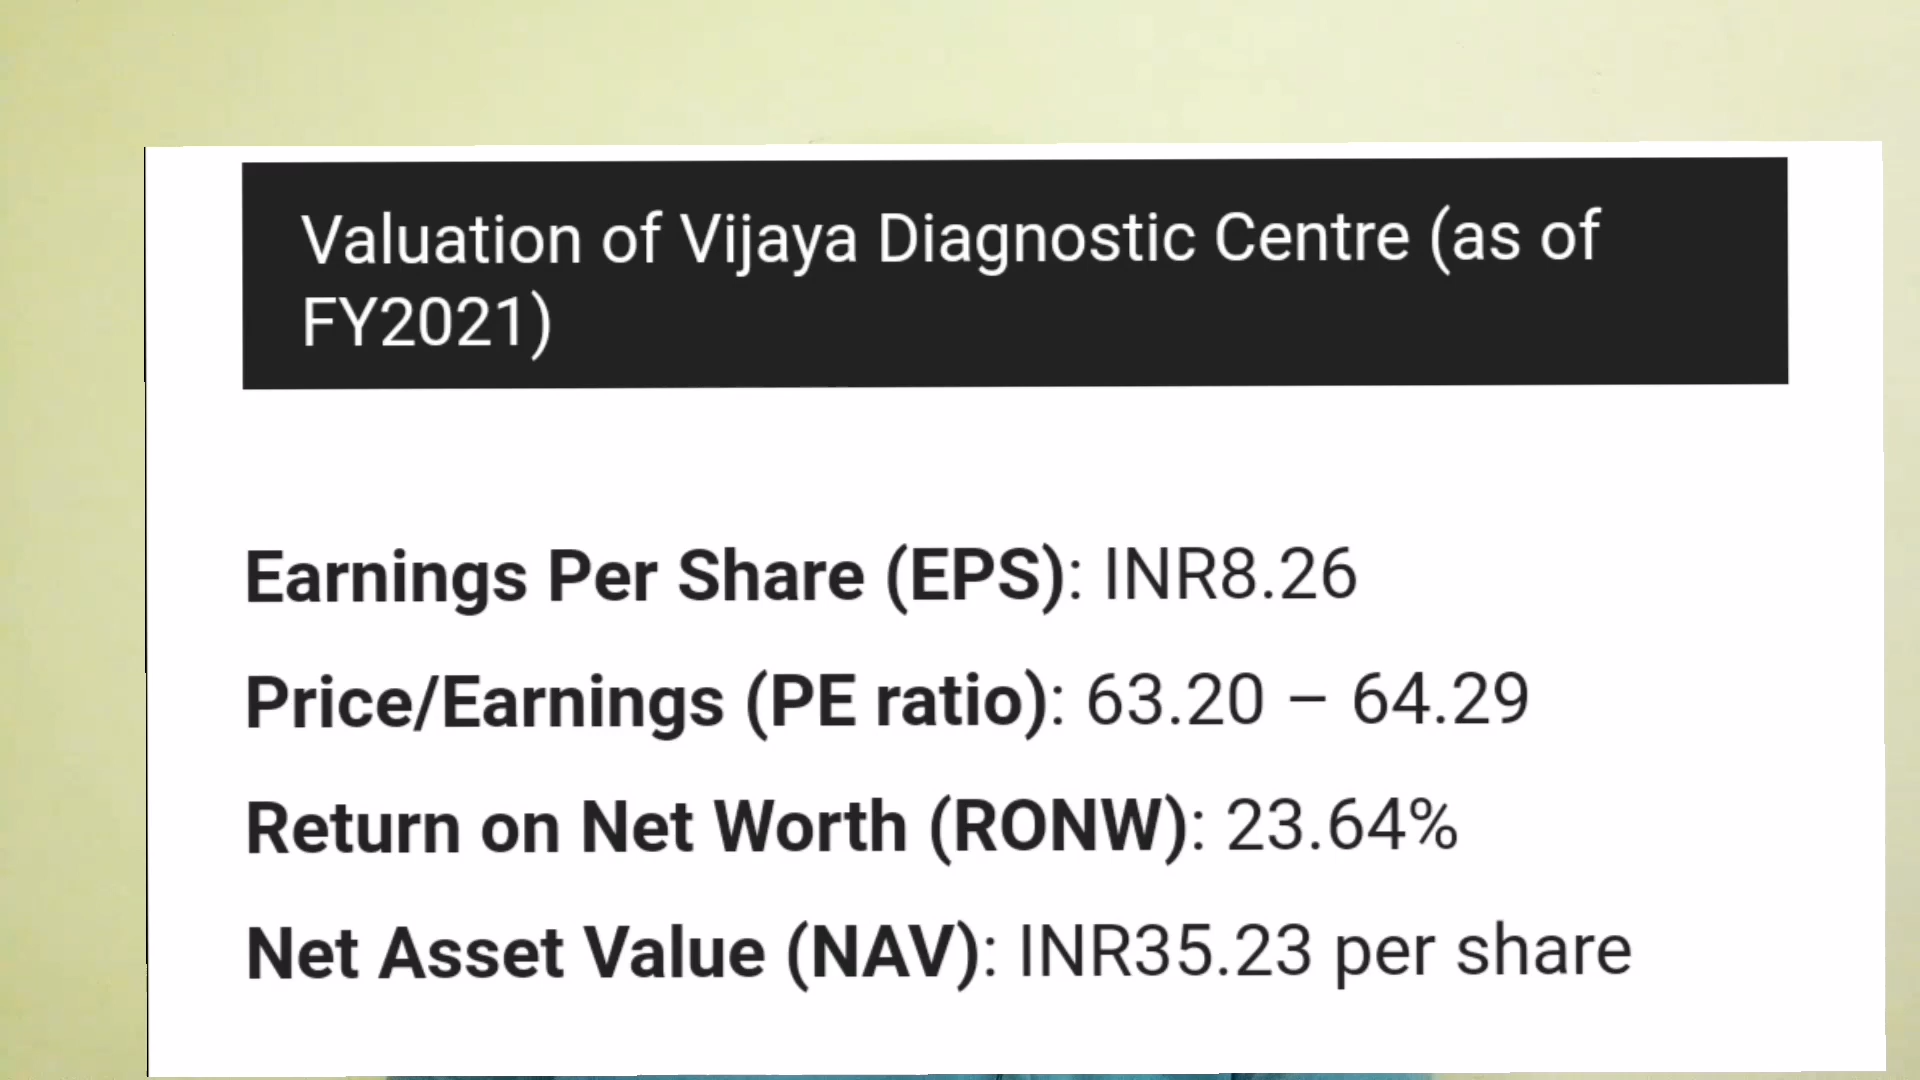 Valuation of Vijaya Diagnostic Centre (as of
FY2021)
Earnings Per Share (EPS): INR8.26
Price/Earnings (PE ratio): 63.20 – 64.29
Return on Net Worth (RONW): 23.64%
Net Asset Value (NAV): INR35.23 per share